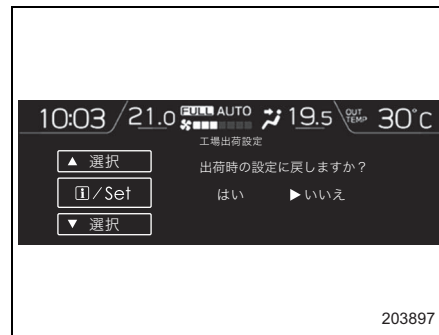 10:03 21.0 FULL AUTO 19.5 OUT TEMP 30°C
工場出荷設定
▲ 選択
出荷時の設定に戻しますか？
i/Set
はい ▶いいえ
▼ 選択
203897